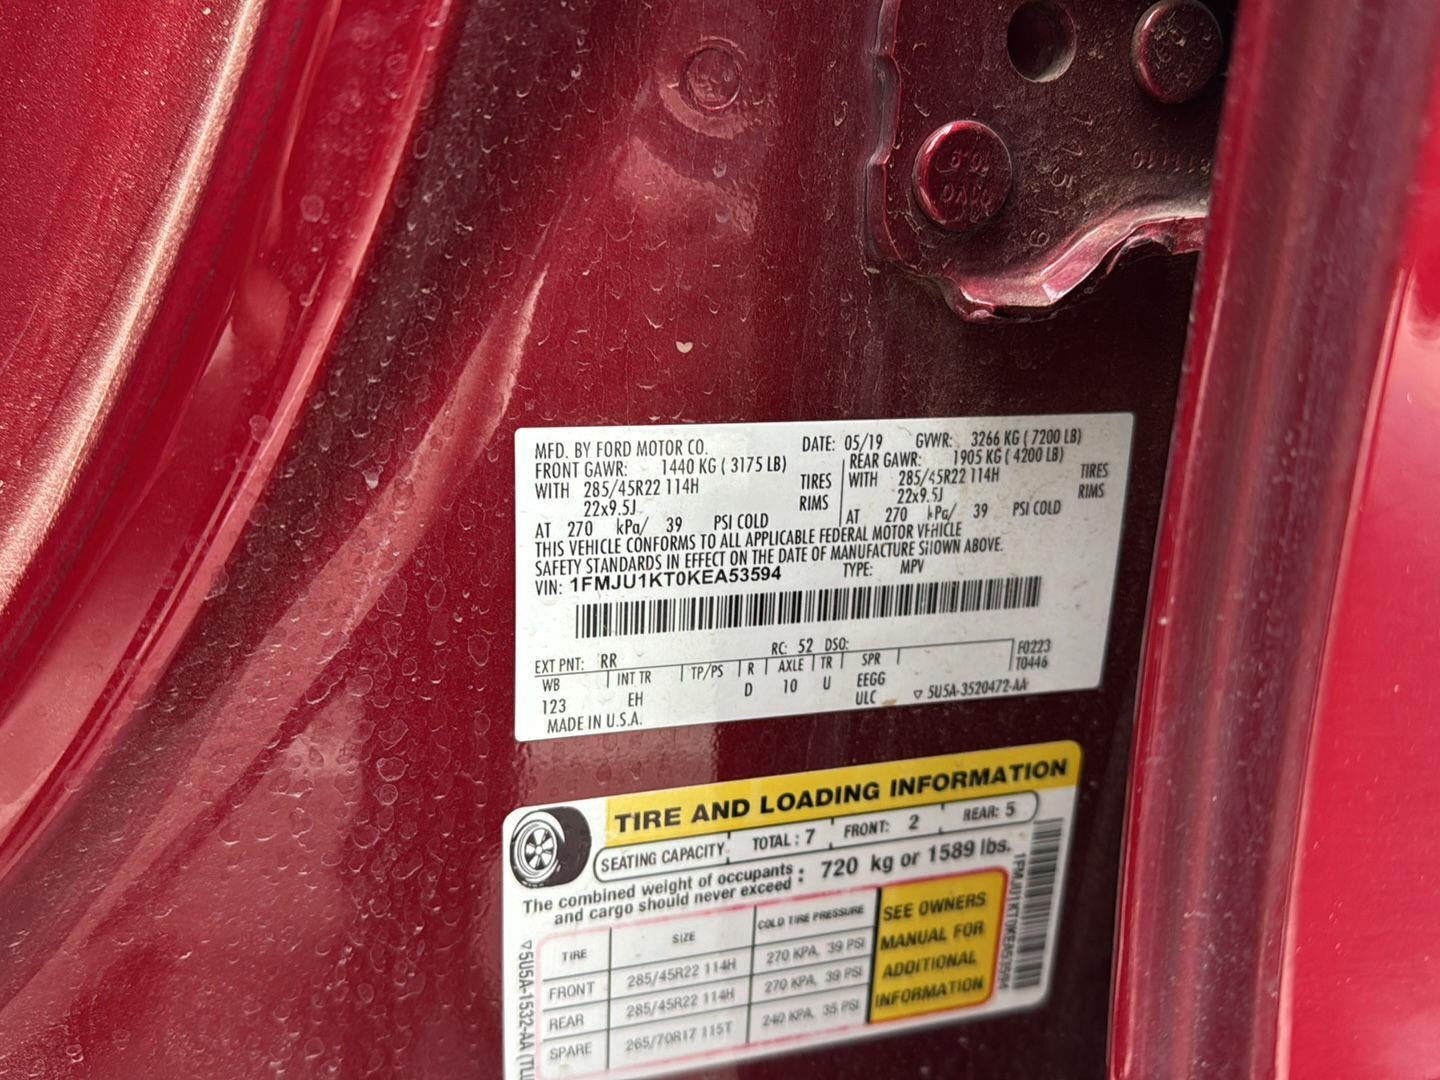 MFD. BY FORD MOTOR CO. DATE: 05/19 GVWR: 3266 KG ( 7200 LB)
FRONT GAWR: 1440 KG ( 3175 LB) REAR GAWR: 1905 KG ( 4200 LB)
WITH 285/45R22 114H TIRES WITH 285/45R22 114H TIRES
22x9.5J RIMS 22x9.5J RIMS
AT 270 kPa/ 39 PSI COLD AT 270 kPa/ 39 PSI COLD
THIS VEHICLE CONFORMS TO ALL APPLICABLE FEDERAL MOTOR VEHICLE
SAFETY STANDARDS IN EFFECT ON THE DATE OF MANUFACTURE SHOWN ABOVE.
VIN: 1FMJU1KT0KEA53594 TYPE: MPV
EXT PNT: RR RC: 52 DSO: F0223
WB INT TR TP/PS R AXLE TR SPR T0446
123 EH D 10 U EEGG
ULC ▽ 5U5A-3520472-AA
MADE IN U.S.A.
TIRE AND LOADING INFORMATION
SEATING CAPACITY TOTAL : 7 FRONT: 2 REAR: 5
The combined weight of occupants and cargo should never exceed : 720 kg or 1589 lbs.
TIRE SIZE COLD TIRE PRESSURE
FRONT 285/45R22 114H 270 KPA, 39 PSI
REAR 285/45R22 114H 270 KPA, 39 PSI
SPARE 265/70R17 115T 240 KPA, 35 PSI
SEE OWNERS
MANUAL FOR
ADDITIONAL
INFORMATION
1FMJU1KT0KEA53594
▽5U5A-1532-AA (TLU